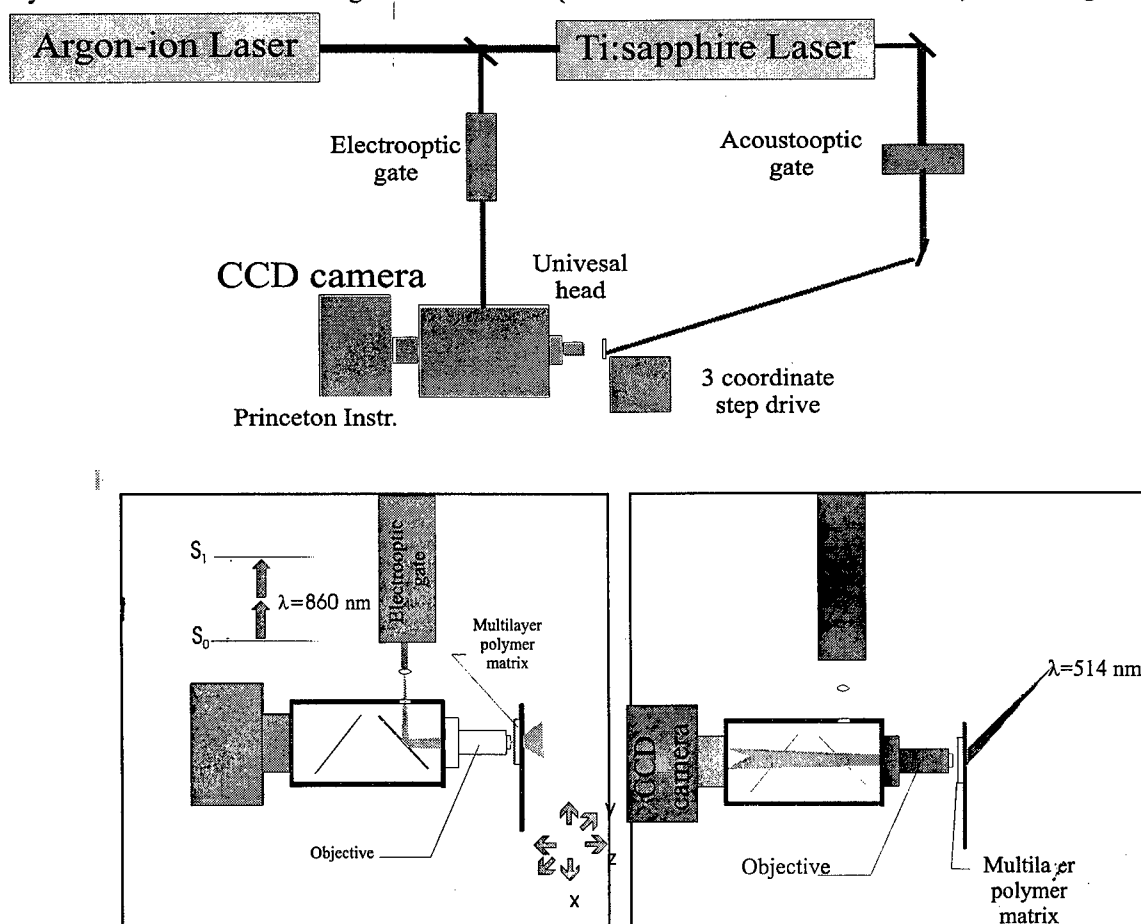 Argon-ion Laser
Ti:sapphire Laser
Electrooptic
gate
Acoustooptic
gate
CCD camera
Univesal
head
3 coordinate
step drive
Princeton Instr.
S1
λ=860 nm
S0
Electrooptic
gate
Multilayer
polymer
matrix
Objective
Y
Z
X
λ=514 nm
CCD
camera
Objective
Multilayer
polymer
matrix